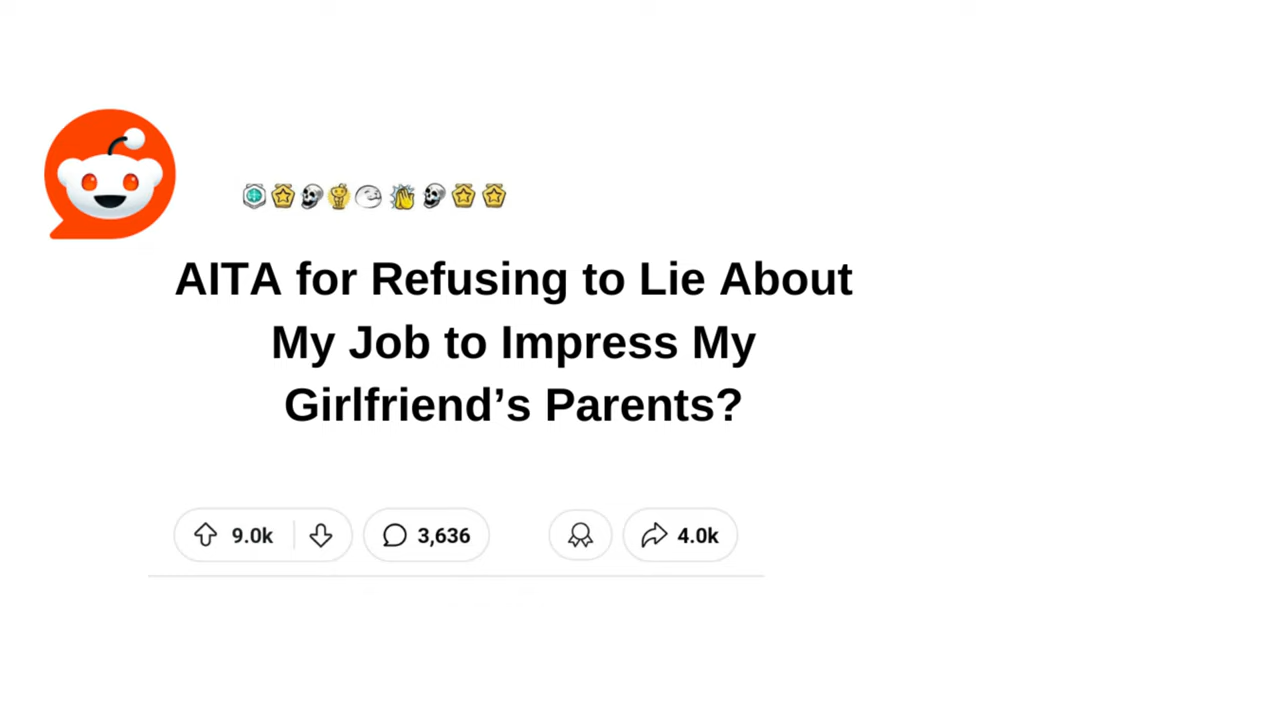 AITA for Refusing to Lie About
My Job to Impress My
Girlfriend’s Parents?
9.0k 3,636 4.0k